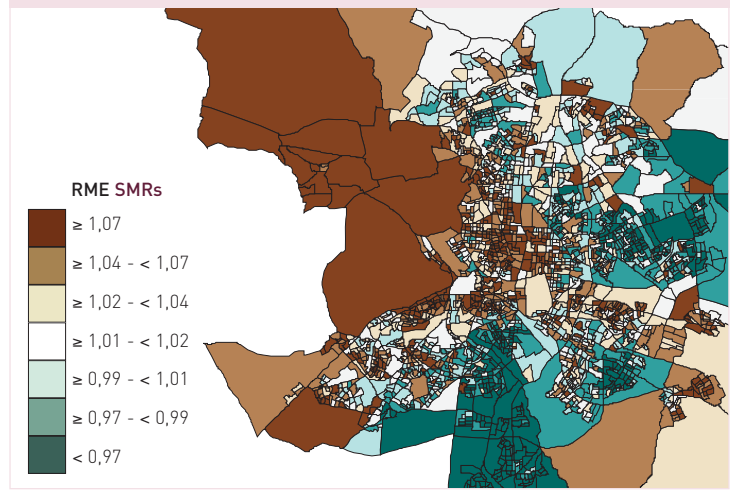 RME SMRs
≥ 1,07
≥ 1,04 - < 1,07
≥ 1,02 - < 1,04
≥ 1,01 - < 1,02
≥ 0,99 - < 1,01
≥ 0,97 - < 0,99
< 0,97